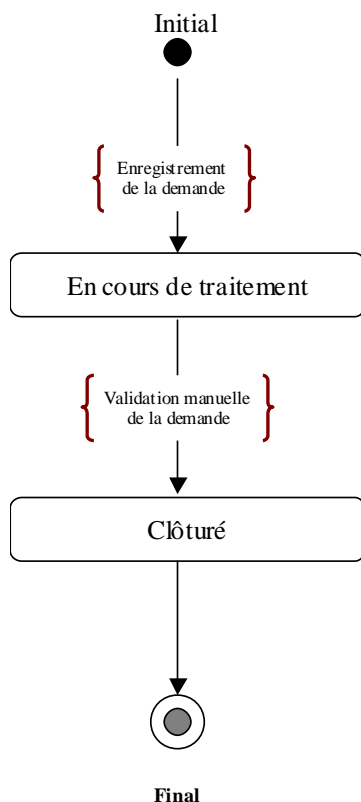 Initial
Enregistrement
de la demande
En cours de traitement
Validation manuelle
de la demande
Clôturé
Final